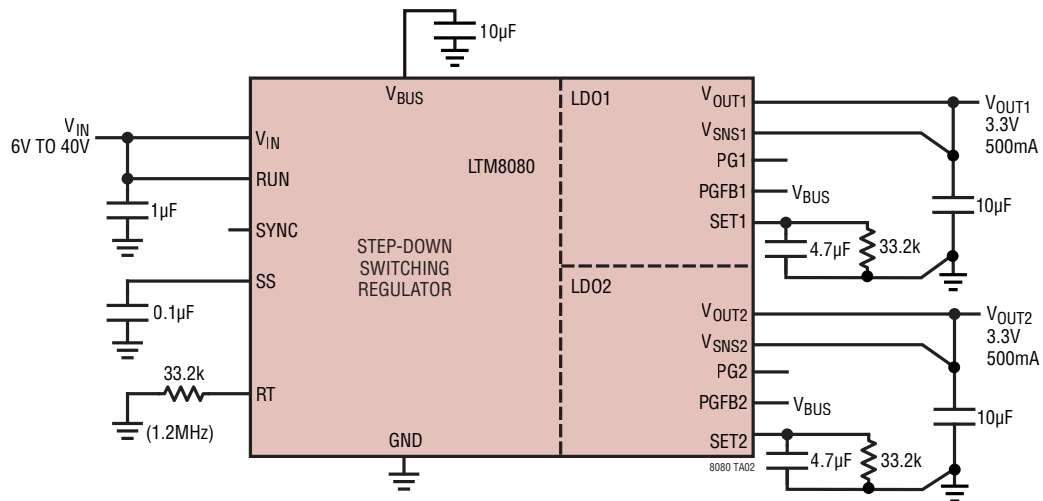 10µF
VBUS
LDO1
VOUT1
VOUT1
3.3V
500mA
VIN
6V TO 40V
VIN
VSNS1
LTM8080
PG1
RUN
PGFB1
VBUS
1µF
10µF
SYNC
SET1
STEP-DOWN
SWITCHING
REGULATOR
4.7µF
33.2k
SS
LDO2
0.1µF
VOUT2
VOUT2
3.3V
500mA
VSNS2
33.2k
PG2
RT
PGFB2
VBUS
(1.2MHz)
10µF
GND
SET2
8080 TA02
4.7µF
33.2k